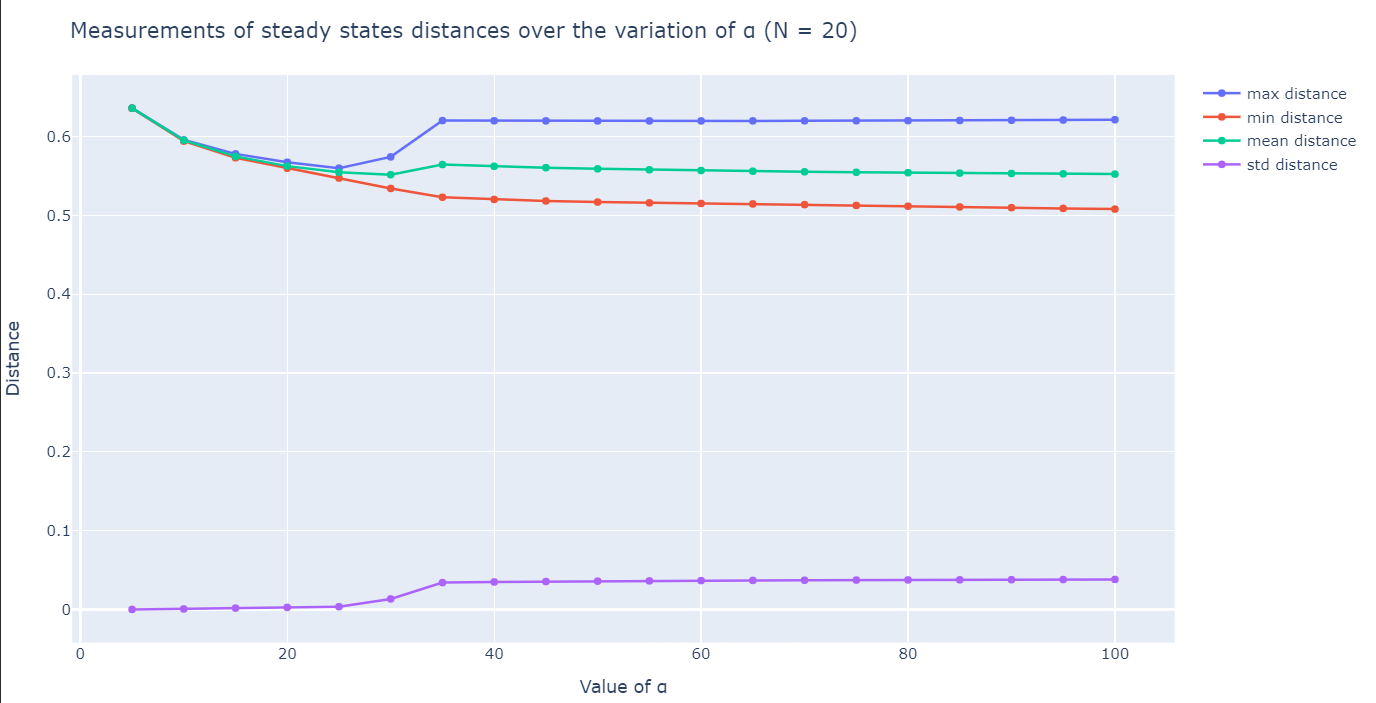 Measurements of steady states distances over the variation of α (N = 20)
max distance
min distance
mean distance
std distance
0.6
0.5
0.4
0.3
0.2
0.1
0
Distance
0 20 40 60 80 100
Value of α